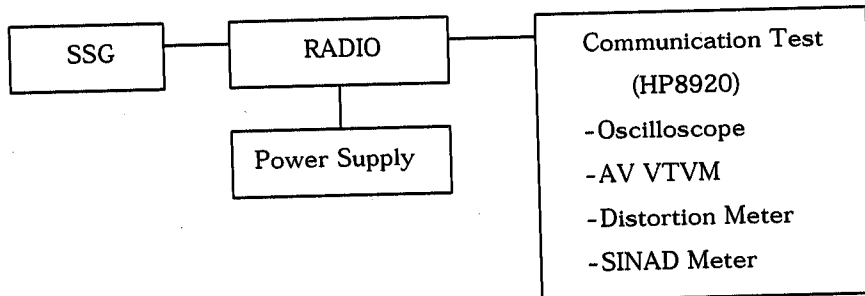 SSG
RADIO
Power Supply
Communication Test
(HP8920)
-Oscilloscope
-AV VTVM
-Distortion Meter
-SINAD Meter